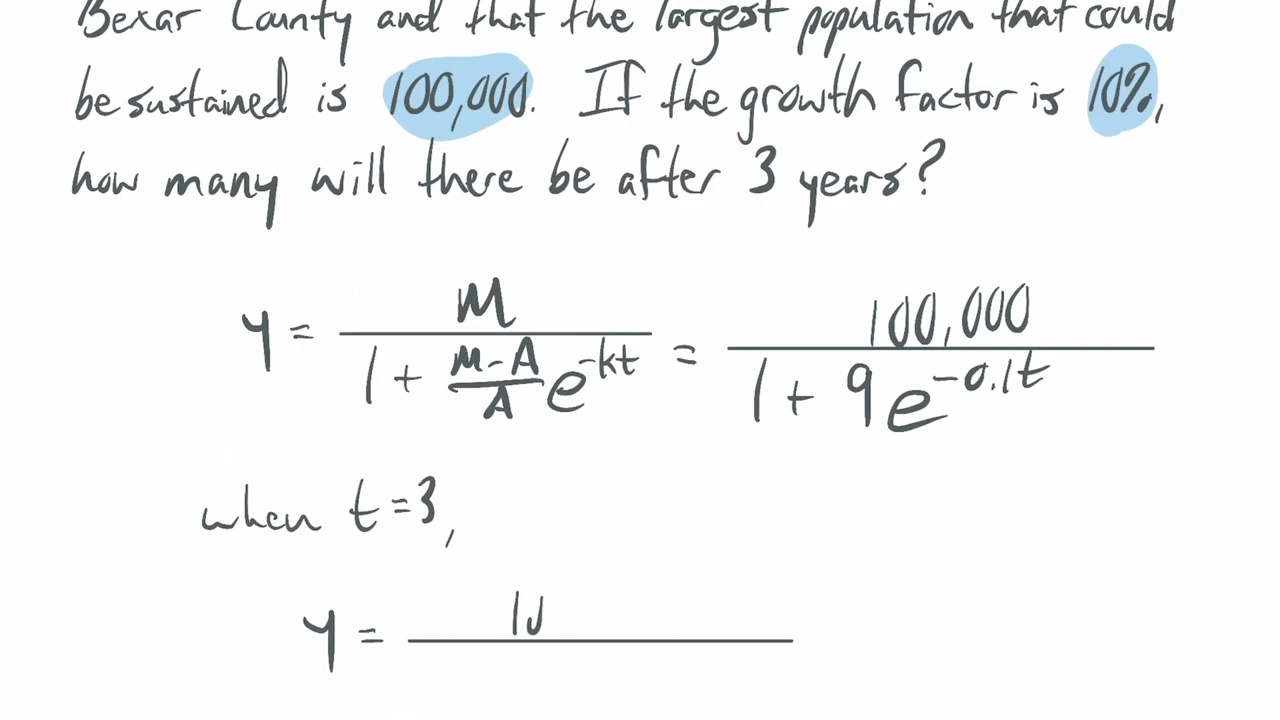 Bexar County and that the largest population that could
be sustained is 100,000. If the growth factor is 10%,
how many will there be after 3 years?
y = M / (1 + (M-A)/A e^(-kt)) = 100,000 / (1 + 9e^(-0.1t))
when t=3,
y = 10